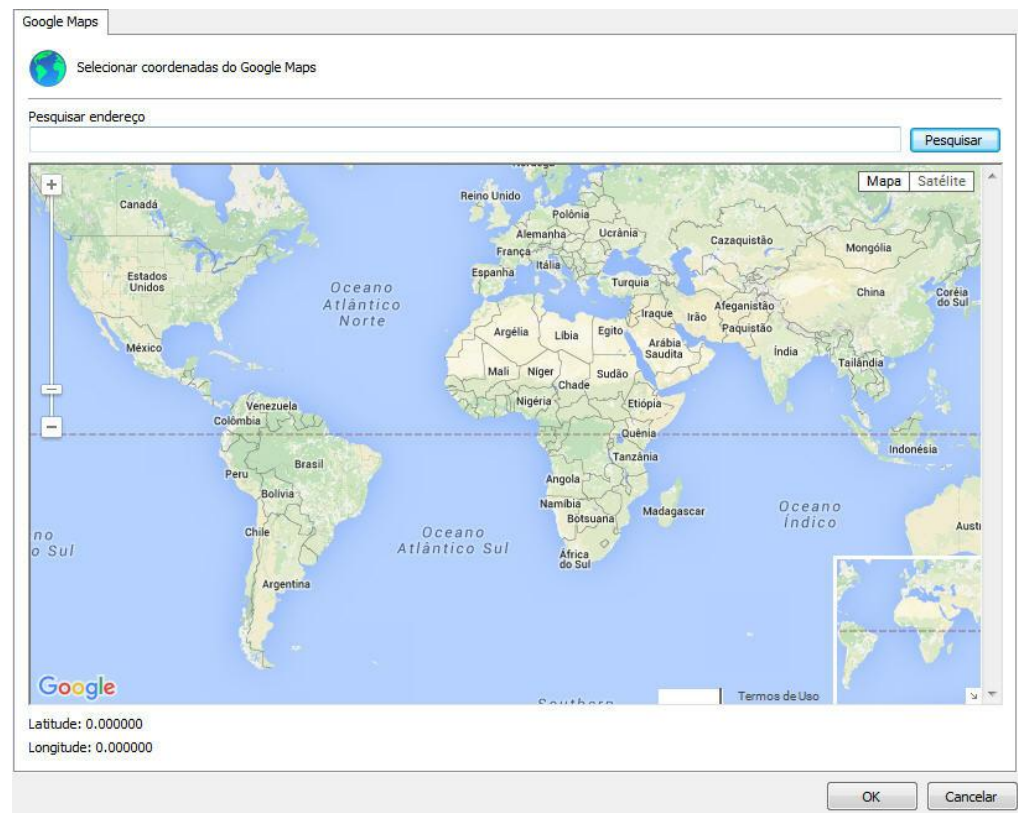 Google Maps
Selecionar coordenadas do Google Maps
Pesquisar endereço
Pesquisar
+
Mapa Satélite
Canadá
Reino Unido
Polônia
Alemanha
Ucrânia
Cazaquistão
Mongólia
França
Itália
Espanha
Estados
Unidos
Turquia
China
Coréia
do Sul
Oceano
Atlântico
Norte
Afeganistão
Iraque
Irão
Paquistão
Argélia
Líbia
Egito
Arábia
Saudita
México
Índia
Tailândia
Mali
Níger
Sudão
Chade
Nigéria
Etiópia
Venezuela
Colômbia
−
Quênia
Indonésia
Tanzânia
Brasil
Peru
Angola
Bolívia
Namíbia
Botsuana
Madagascar
Oceano
Índico
Chile
Oceano
Atlântico Sul
no
o Sul
Aust
África
do Sul
Argentina
Google
Southern
Termos de Uso
Latitude: 0.000000
Longitude: 0.000000
OK Cancelar